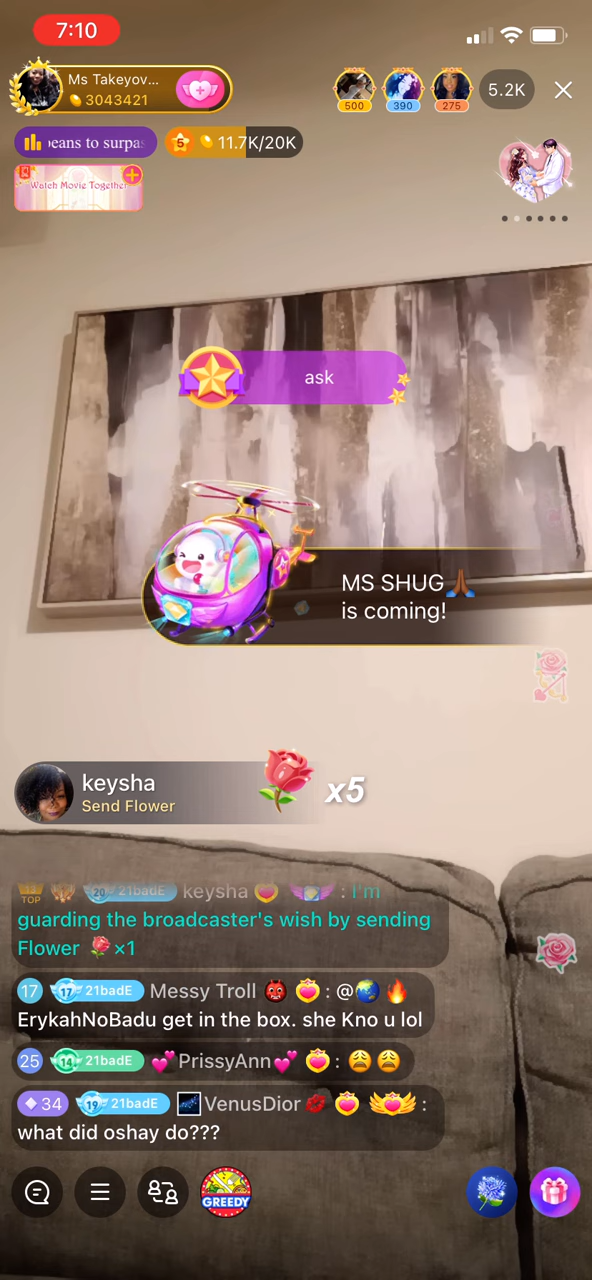 7:10
Ms Takeyov...
3043421
500
390
275
5.2K
beans to surpas
5
11.7K/20K
Watch Movie Together
ask
MS SHUG🙏🏾
is coming!
keysha
Send Flower
x5
13 TOP 20 21badE keysha : I'm
guarding the broadcaster's wish by sending
Flower 🌹×1
17 17 21badE Messy Troll 👹 : @🌏 🔥
ErykahNoBadu get in the box. she Kno u lol
25 14 21badE 💕PrissyAnn💕 : 😩😩
34 19 21badE VenusDior💋 :
what did oshay do???
GREEDY